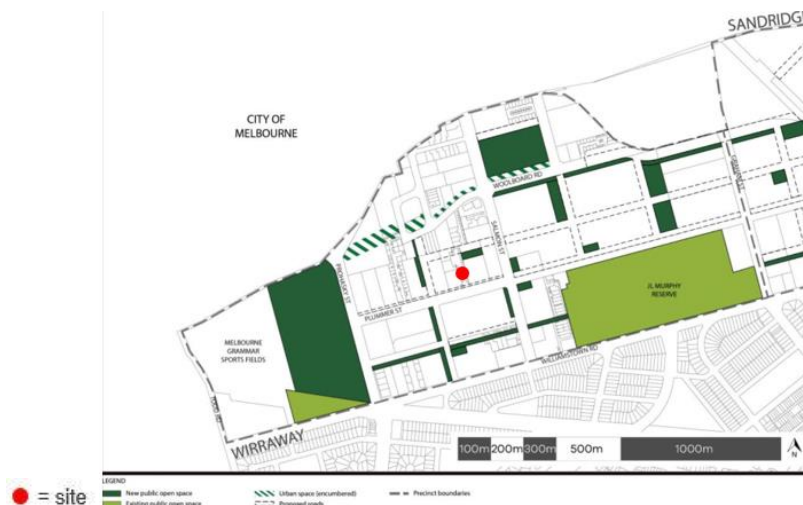 SANDRIDGE
CITY OF
MELBOURNE
WOOLBOARD RD
SALMON ST
PROHASKY ST
PLUMMER ST
JL MURPHY
RESERVE
MELBOURNE
GRAMMAR
SPORTS FIELDS
WILLIAMSTOWN RD
WIRRAWAY
100m 200m 300m 500m 1000m
N
LEGEND
= site
New public open space
Urban space (encumbered)
Precinct boundaries
Existing public open space
Proposed roads